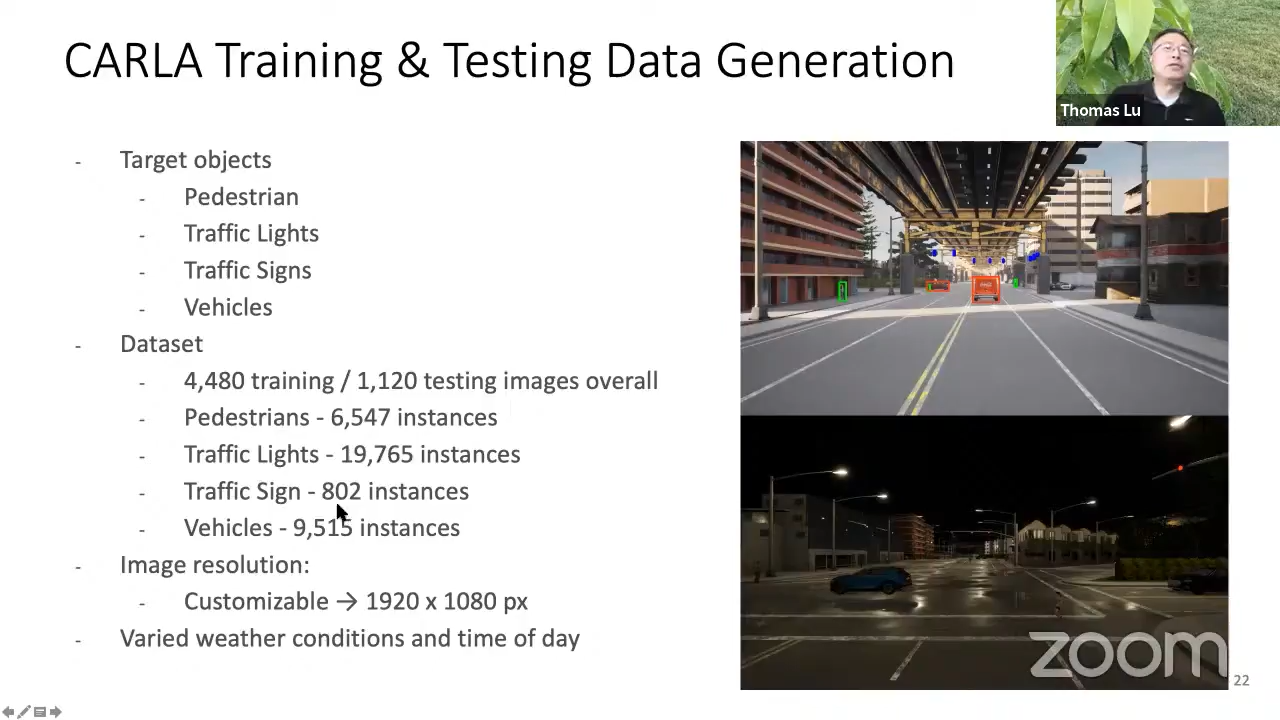 CARLA Training & Testing Data Generation
Thomas Lu
- Target objects
- Pedestrian
- Traffic Lights
- Traffic Signs
- Vehicles
- Dataset
- 4,480 training / 1,120 testing images overall
- Pedestrians - 6,547 instances
- Traffic Lights - 19,765 instances
- Traffic Sign - 802 instances
- Vehicles - 9,515 instances
- Image resolution:
- Customizable → 1920 x 1080 px
- Varied weather conditions and time of day
zoom
22